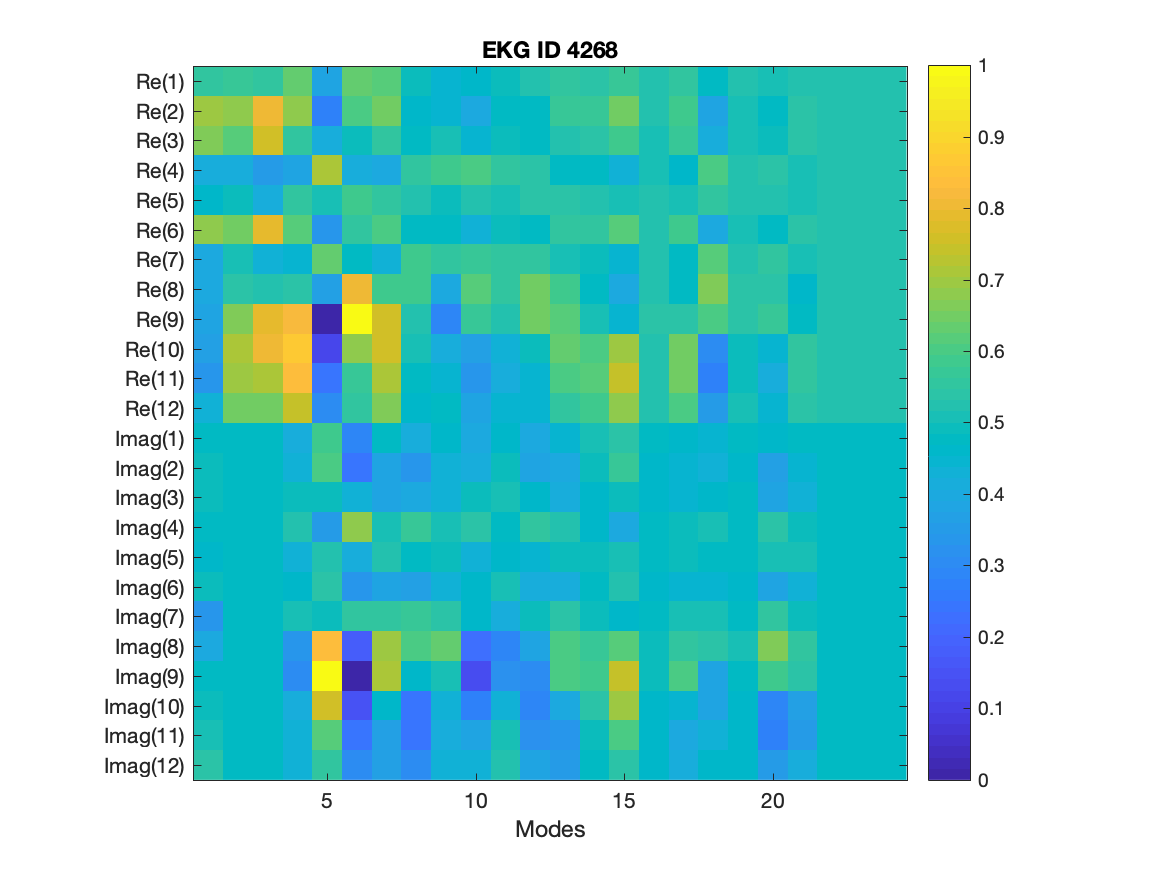 EKG ID 4268
Re(1)
Re(2)
Re(3)
Re(4)
Re(5)
Re(6)
Re(7)
Re(8)
Re(9)
Re(10)
Re(11)
Re(12)
Imag(1)
Imag(2)
Imag(3)
Imag(4)
Imag(5)
Imag(6)
Imag(7)
Imag(8)
Imag(9)
Imag(10)
Imag(11)
Imag(12)
5 10 15 20
Modes
1
0.9
0.8
0.7
0.6
0.5
0.4
0.3
0.2
0.1
0